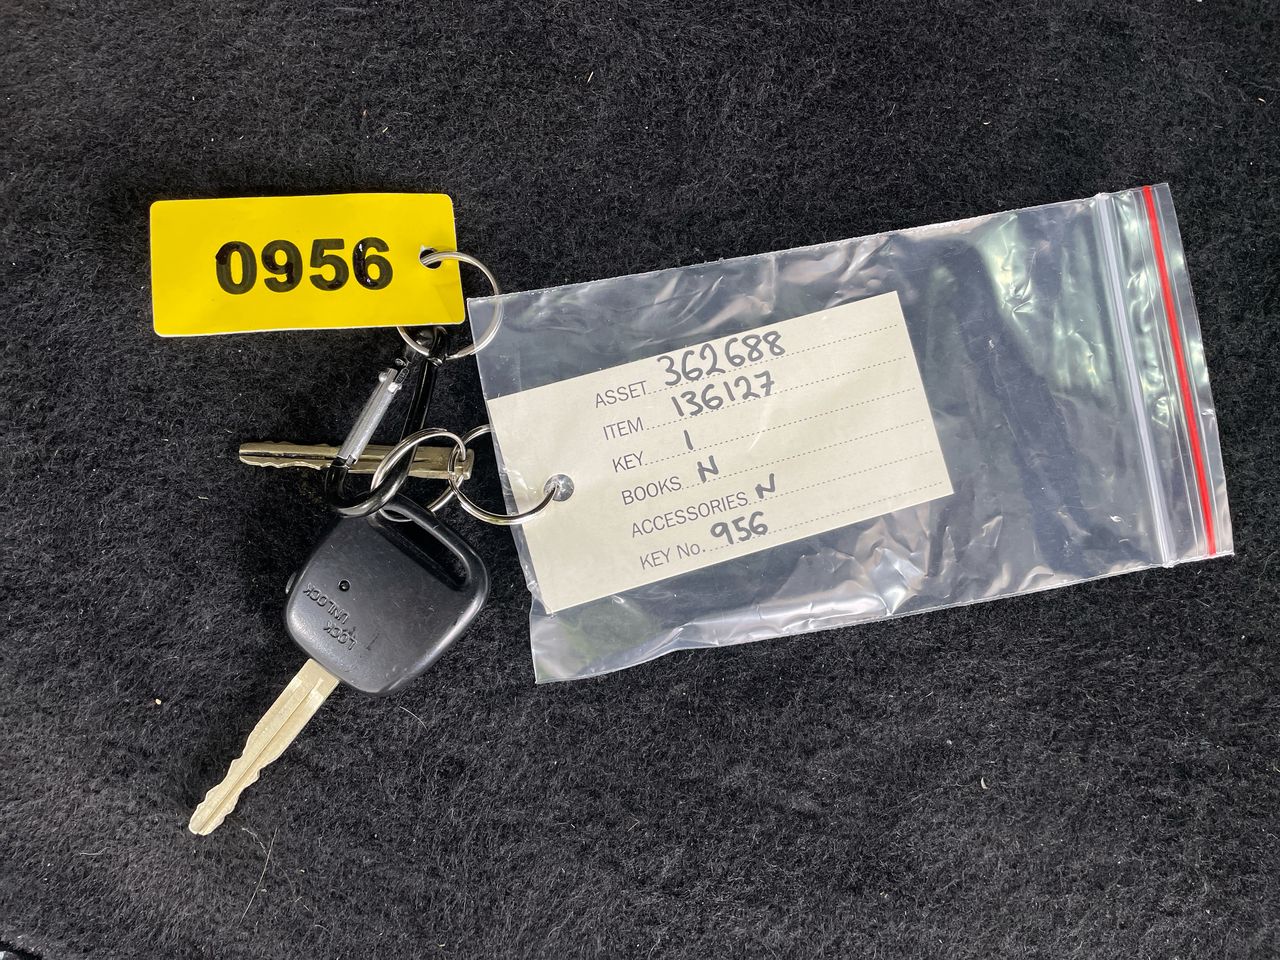 0956
ASSET 362688
ITEM 136127
KEY 1
BOOKS N
ACCESSORIES N
KEY No. 956
UNLOCK
LOCK